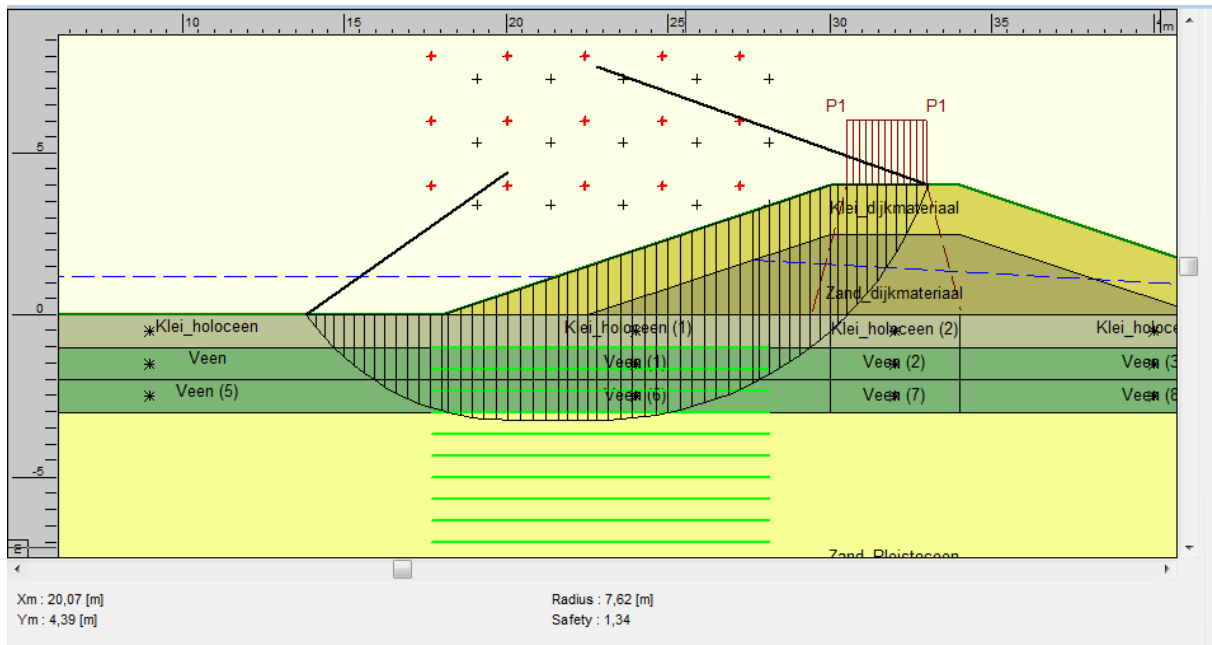 10 15 20 25 30 35 m
P1 P1
5
Klei_dijkmateriaal
Zand_dijkmateriaal
0
Klei_holoceen Klei_holoceen (1) Klei_holoceen (2) Klei_holoce
Veen Veen (1) Veen (2) Veen (3
Veen (5) Veen (6) Veen (7) Veen (8
-5
Zand_Pleistoceen
m
Xm : 20,07 [m] Radius : 7,62 [m]
Ym : 4,39 [m] Safety : 1,34